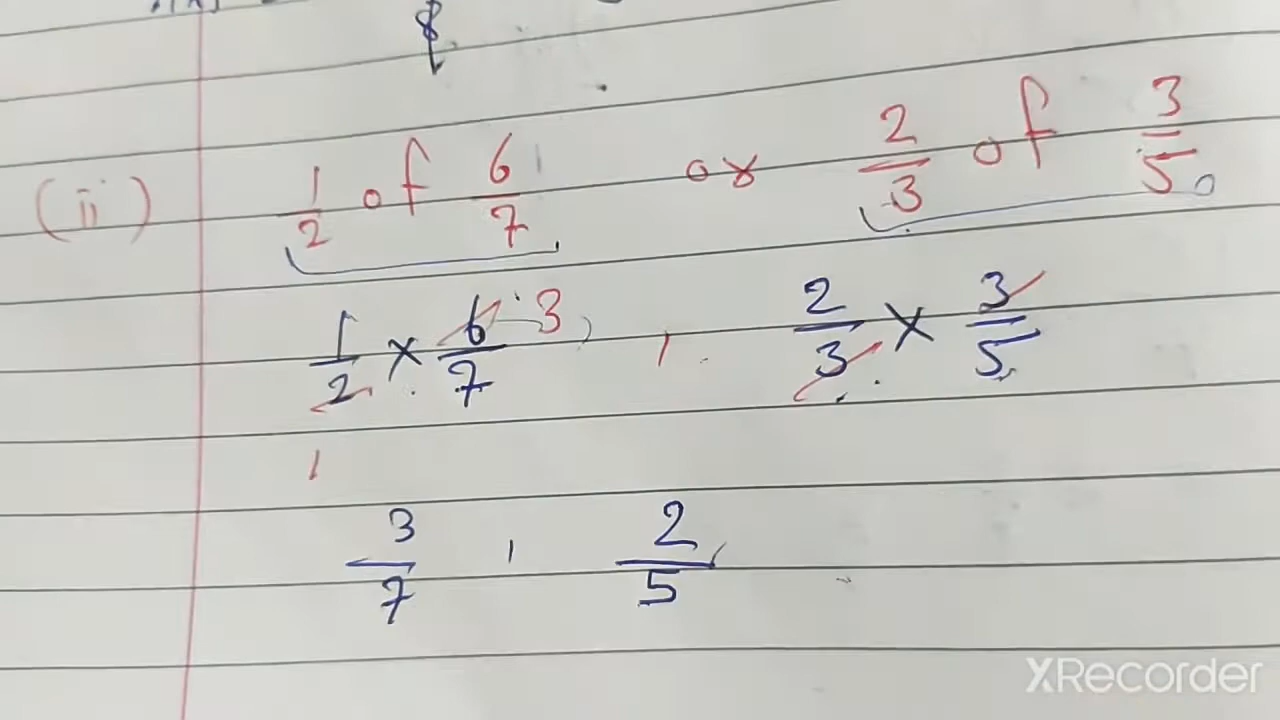 (ii) 1/2 of 6/7 or 2/3 of 3/5
1/2 × 6/7 3 , 2/3 × 3/5
1
3/7 , 2/5
XRecorder